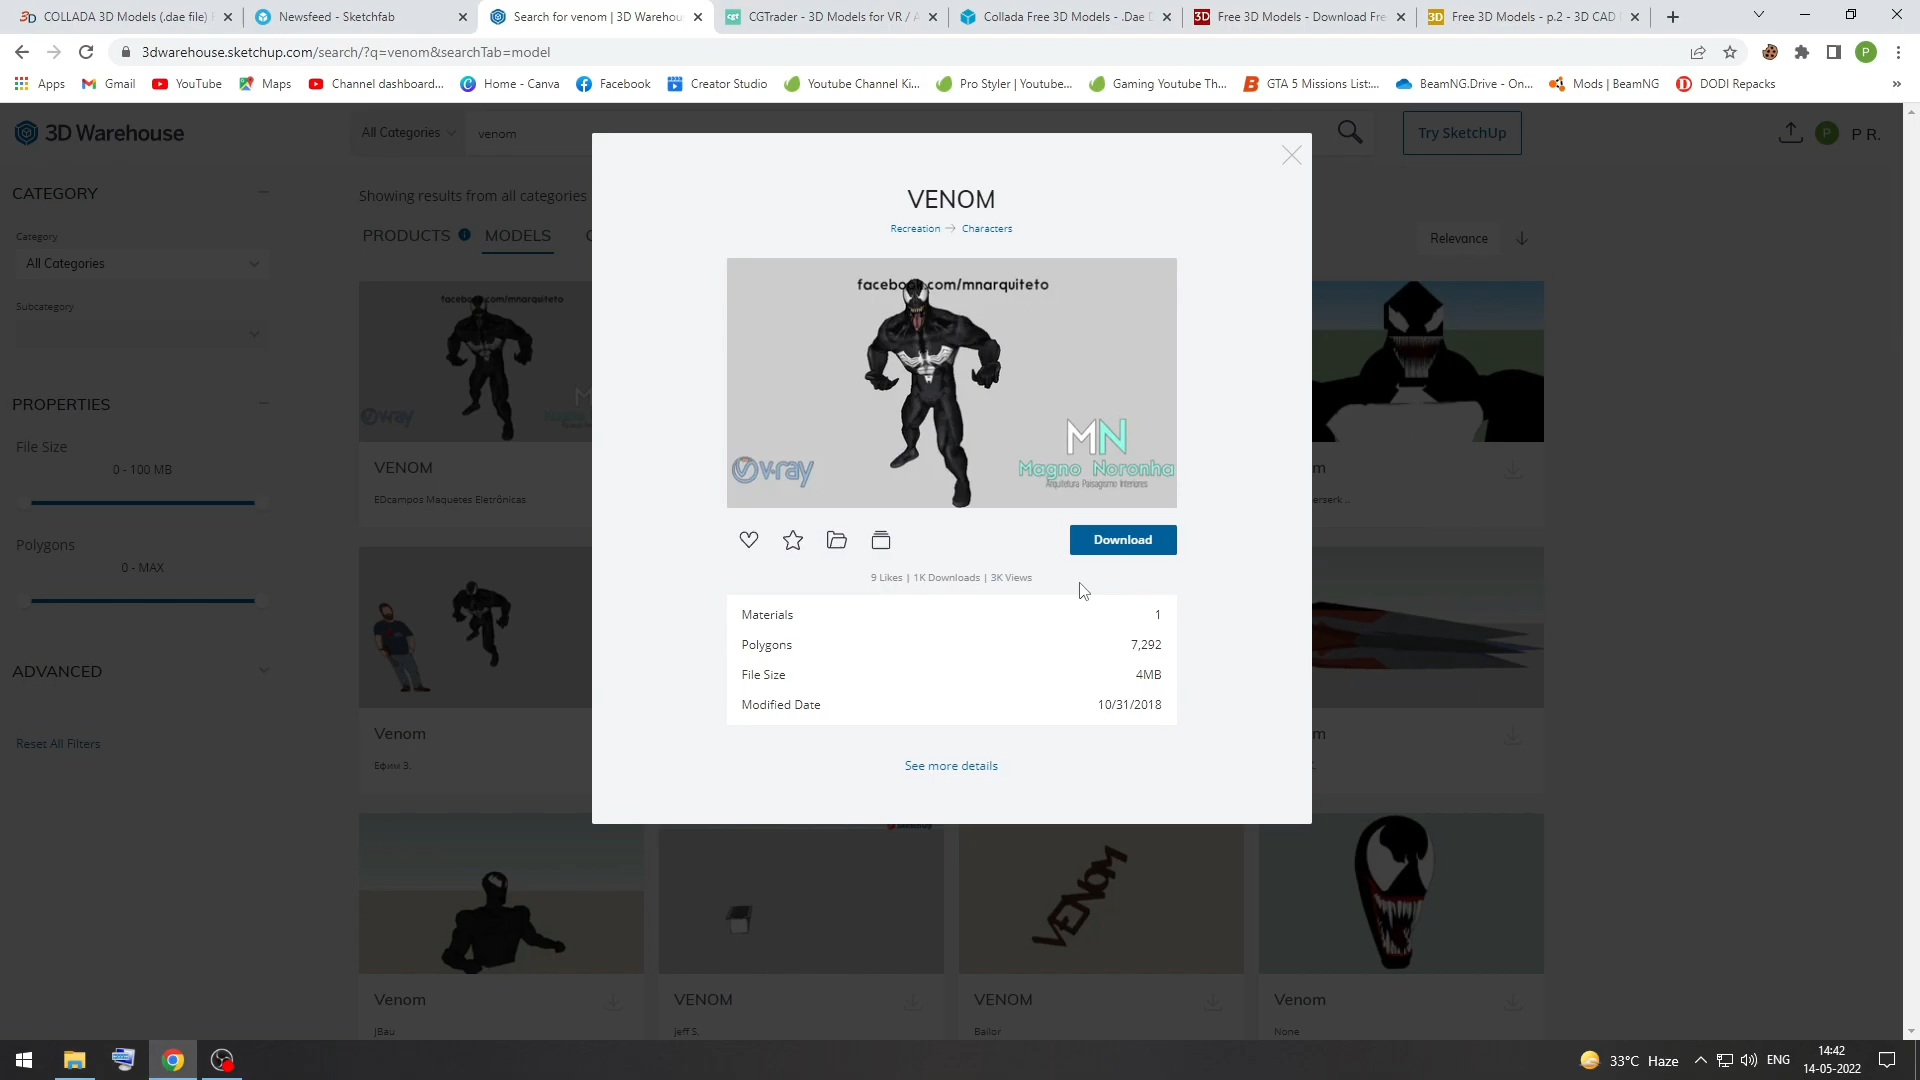 COLLADA 3D Models (.dae file) F
Newsfeed - Sketchfab
Search for venom | 3D Warehou
CGTrader - 3D Models for VR / A
Collada Free 3D Models - .Dae D
Free 3D Models - Download Fre
Free 3D Models - p.2 - 3D CAD
3dwarehouse.sketchup.com/search/?q=venom&searchTab=model
P
Apps
Gmail
YouTube
Maps
Channel dashboard...
Home - Canva
Facebook
Creator Studio
Youtube Channel Ki...
Pro Styler | Youtube...
Gaming Youtube Th...
GTA 5 Missions List:...
BeamNG.Drive - On...
Mods | BeamNG
DODI Repacks
3D Warehouse
All Categories
venom
Try SketchUp
P
P R.
CATEGORY
Category
All Categories
Subcategory
PROPERTIES
File Size
0 - 100 MB
Polygons
0 - MAX
ADVANCED
Reset All Filters
Showing results from all categories
PRODUCTS
MODELS
Relevance
VENOM
Recreation → Characters
facebook.com/mnarquiteto
v-ray
MN
Magno Noronha
Arquitetura Paisagismo Interiores
Download
9 Likes | 1K Downloads | 3K Views
Materials 1
Polygons 7,292
File Size 4MB
Modified Date 10/31/2018
See more details
facebook.com/mnarquiteto
v-ray
VENOM
EDcampos Maquetes Eletrônicas
Venom
Ефим З.
Venom
JBau
VENOM
jeff S.
VENOM
VENOM
Bailor
Venom
None
33°C Haze
ENG
14:42
14-05-2022